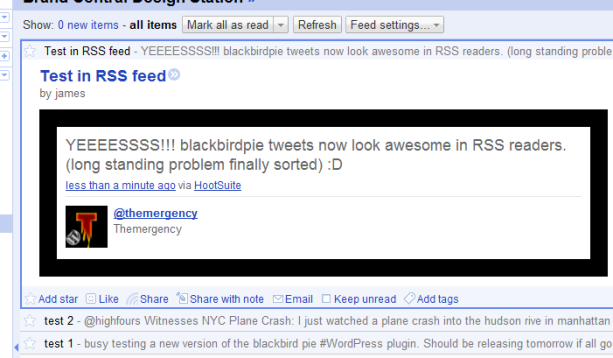 Brand Central Design Station »
Show: 0 new items - all items Mark all as read Refresh Feed settings...
Test in RSS feed - YEEEESSSS!!! blackbirdpie tweets now look awesome in RSS readers. (long standing proble
Test in RSS feed
by james
YEEEESSSS!!! blackbirdpie tweets now look awesome in RSS readers.
(long standing problem finally sorted) :D
less than a minute ago via HootSuite
@themergency
Themergency
Add star Like Share Share with note Email Keep unread Add tags
test 2 - @highfours Witnesses NYC Plane Crash: I just watched a plane crash into the hudson rive in manhattan
test 1 - busy testing a new version of the blackbird pie #WordPress plugin. Should be releasing tomorrow if all go